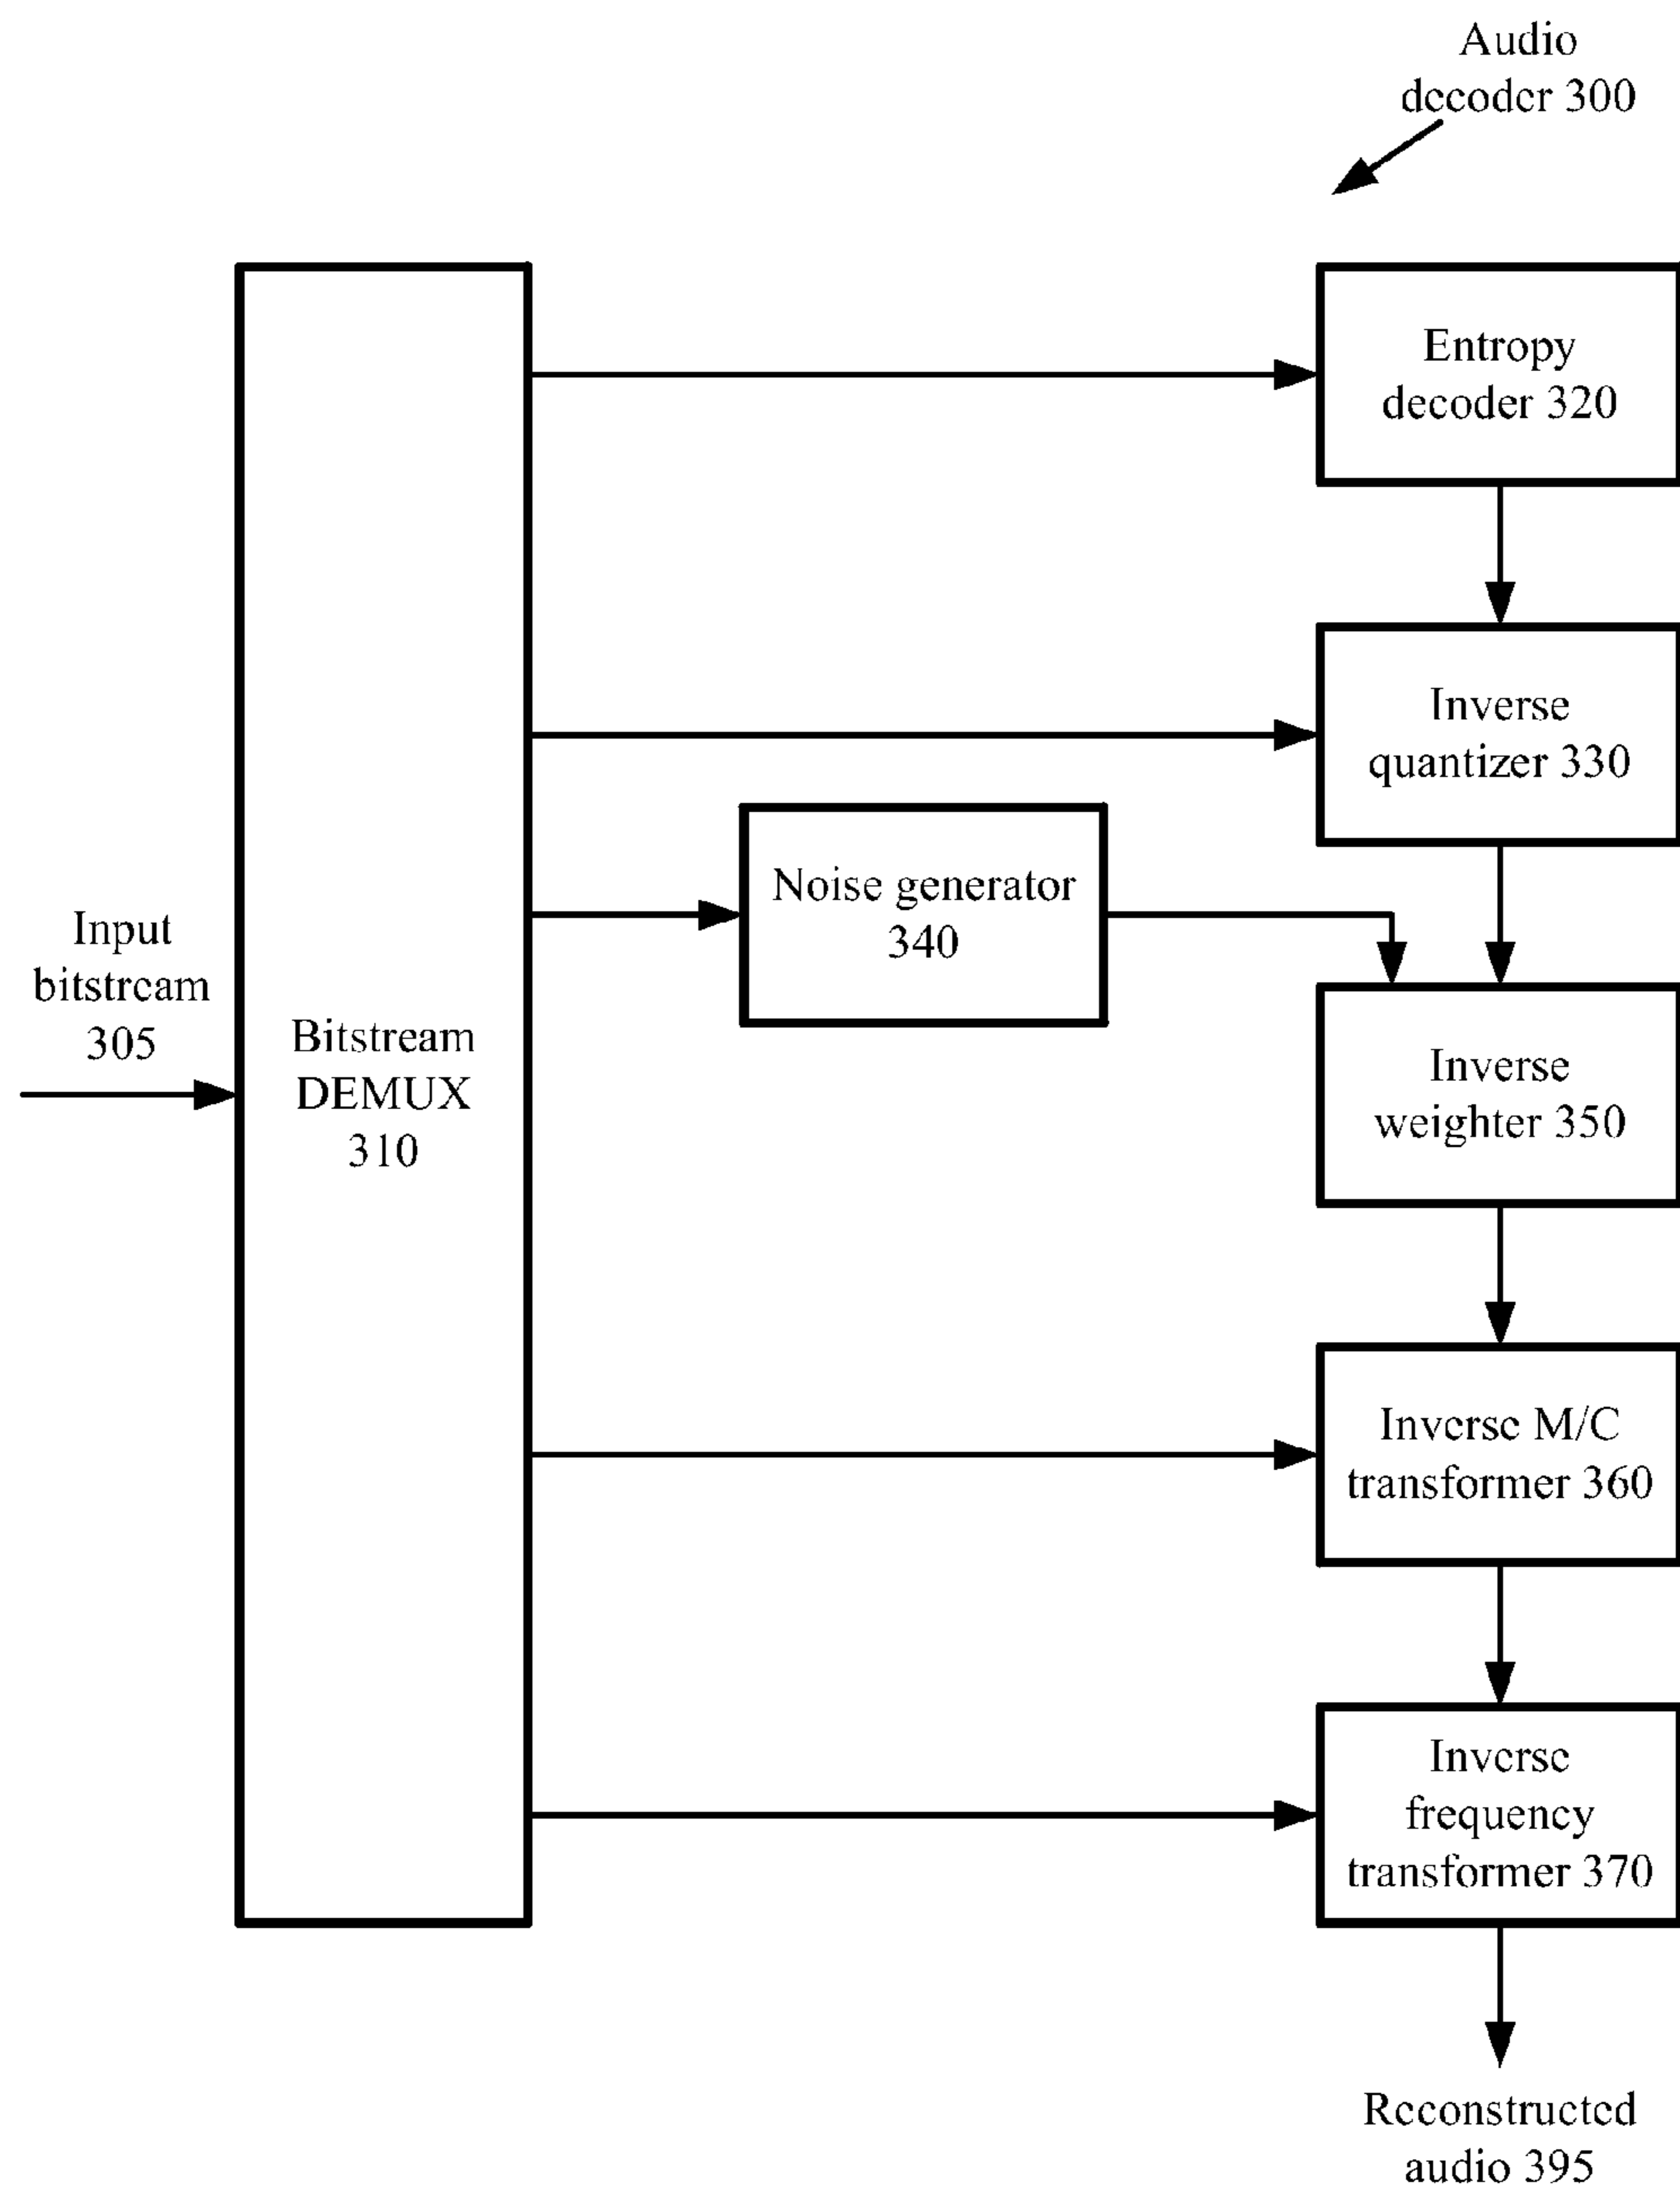 Audio
decoder 300
Entropy
decoder 320
Inverse
quantizer 330
Noise generator
340
Input
bitstream
305
Bitstream
DEMUX
310
Inverse
weighter 350
Inverse M/C
transformer 360
Inverse
frequency
transformer 370
Reconstructed
audio 395